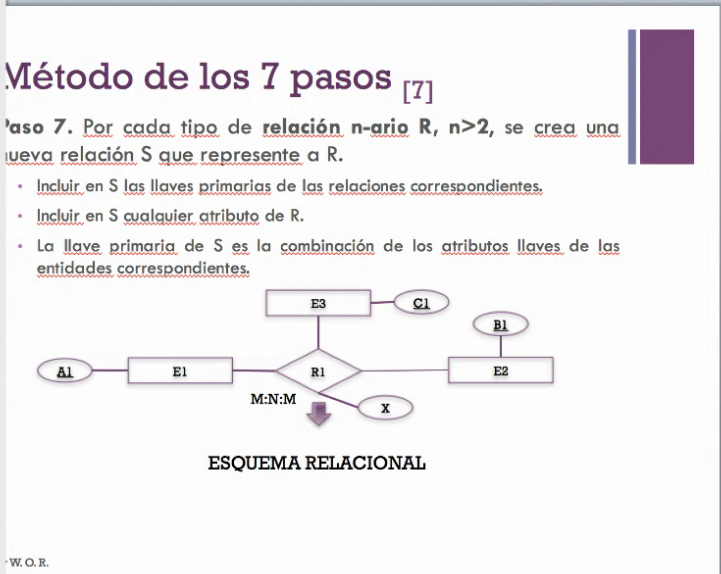 Método de los 7 pasos [7]
Paso 7. Por cada tipo de relación n-ario R, n>2, se crea una
nueva relación S que represente a R.
• Incluir en S las llaves primarias de las relaciones correspondientes.
• Incluir en S cualquier atributo de R.
• La llave primaria de S es la combinación de los atributos llaves de las
entidades correspondientes.
E3
C1
B1
A1
E1
R1
E2
M:N:M
X
ESQUEMA RELACIONAL
W. O. R.